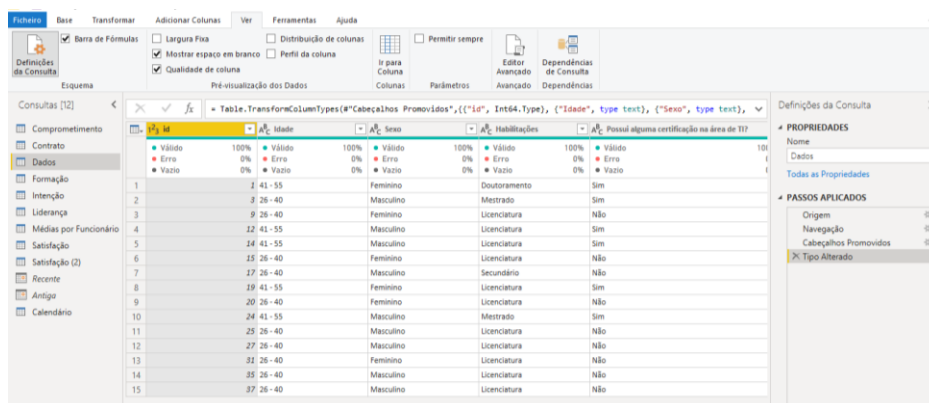 Ficheiro Base Transformar Adicionar Colunas Ver Ferramentas Ajuda
Barra de Fórmulas Largura Fixa Distribuição de colunas Permitir sempre
Mostrar espaço em branco Perfil da coluna
Definições da Consulta Qualidade de coluna Ir para Coluna Editor Avançado Dependências de Consulta
Esquema Pré-visualização dos Dados Colunas Parâmetros Avançado Dependências
Consultas [12]
Comprometimento
Contrato
Dados
Formação
Intenção
Liderança
Médias por Funcionário
Satisfação
Satisfação (2)
Recente
Antiga
Calendário
fx = Table.TransformColumnTypes(#"Cabeçalhos Promovidos",{{"id", Int64.Type}, {"Idade", type text}, {"Sexo", type text},
1²3 id ABC Idade ABC Sexo ABC Habilitações ABC Possui alguma certificação na área de TI?
Válido 100% Válido 100% Válido 100% Válido 100% Válido 100
Erro 0% Erro 0% Erro 0% Erro 0% Erro
Vazio 0% Vazio 0% Vazio 0% Vazio 0% Vazio
1 1 41 - 55 Feminino Doutoramento Sim
2 3 26 - 40 Masculino Mestrado Sim
3 9 26 - 40 Feminino Licenciatura Não
4 12 41 - 55 Masculino Licenciatura Sim
5 14 41 - 55 Masculino Licenciatura Sim
6 15 26 - 40 Feminino Licenciatura Não
7 17 26 - 40 Masculino Secundário Não
8 19 41 - 55 Feminino Licenciatura Sim
9 20 26 - 40 Feminino Licenciatura Não
10 24 41 - 55 Masculino Mestrado Sim
11 25 26 - 40 Masculino Licenciatura Não
12 27 26 - 40 Masculino Licenciatura Não
13 31 26 - 40 Feminino Licenciatura Não
14 35 26 - 40 Masculino Licenciatura Não
15 37 26 - 40 Masculino Licenciatura Não
Definições da Consulta
PROPRIEDADES
Nome
Dados
Todas as Propriedades
PASSOS APLICADOS
Origem
Navegação
Cabeçalhos Promovidos
Tipo Alterado